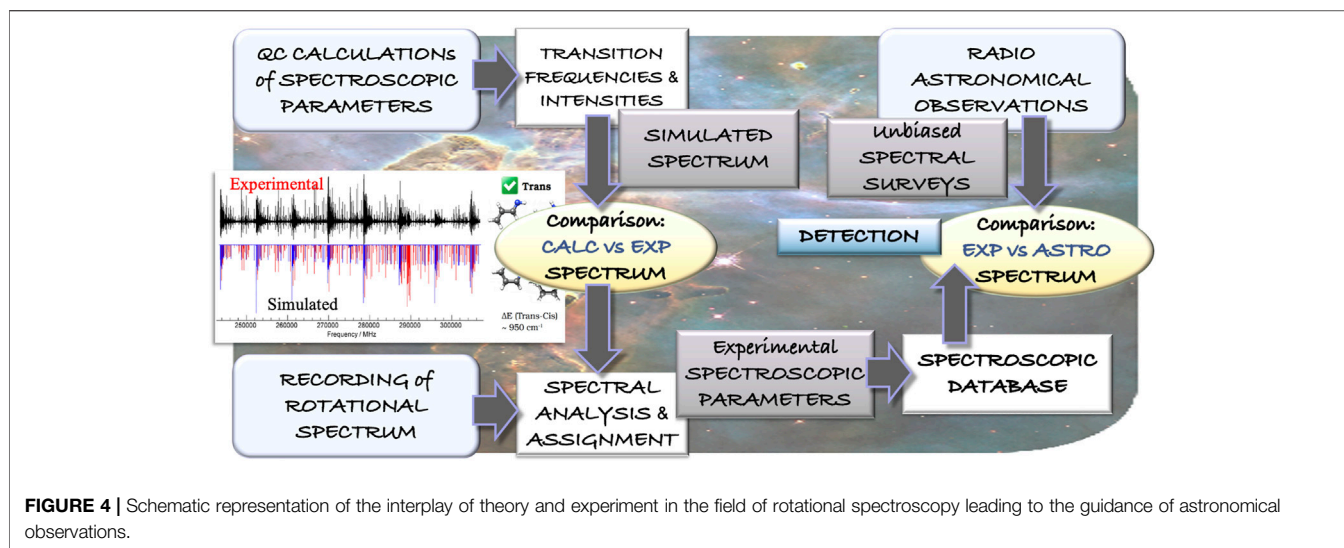 QC CALCULATIONs
of SPECTROSCOPIC
PARAMETERS
TRANSITION
FREQUENCIES &
INTENSITIES
RADIO
ASTRONOMICAL
OBSERVATIONS
SIMULATED
SPECTRUM
Unbiased
SPECTRAL
SURVEYS
Experimental
Simulated
250000 260000 270000 280000 290000 300000
Frequency / MHz
Trans
ΔE (Trans-Cis)
~ 950 cm⁻¹
Comparison:
CALC vs EXP
SPECTRUM
DETECTION
Comparison:
EXP vs ASTRO
SPECTRUM
RECORDING of
ROTATIONAL
SPECTRUM
SPECTRAL
ANALYSIS &
ASSIGNMENT
Experimental
SPECTROSCOPIC
PARAMETERS
SPECTROSCOPIC
DATABASE
FIGURE 4 | Schematic representation of the interplay of theory and experiment in the field of rotational spectroscopy leading to the guidance of astronomical
observations.